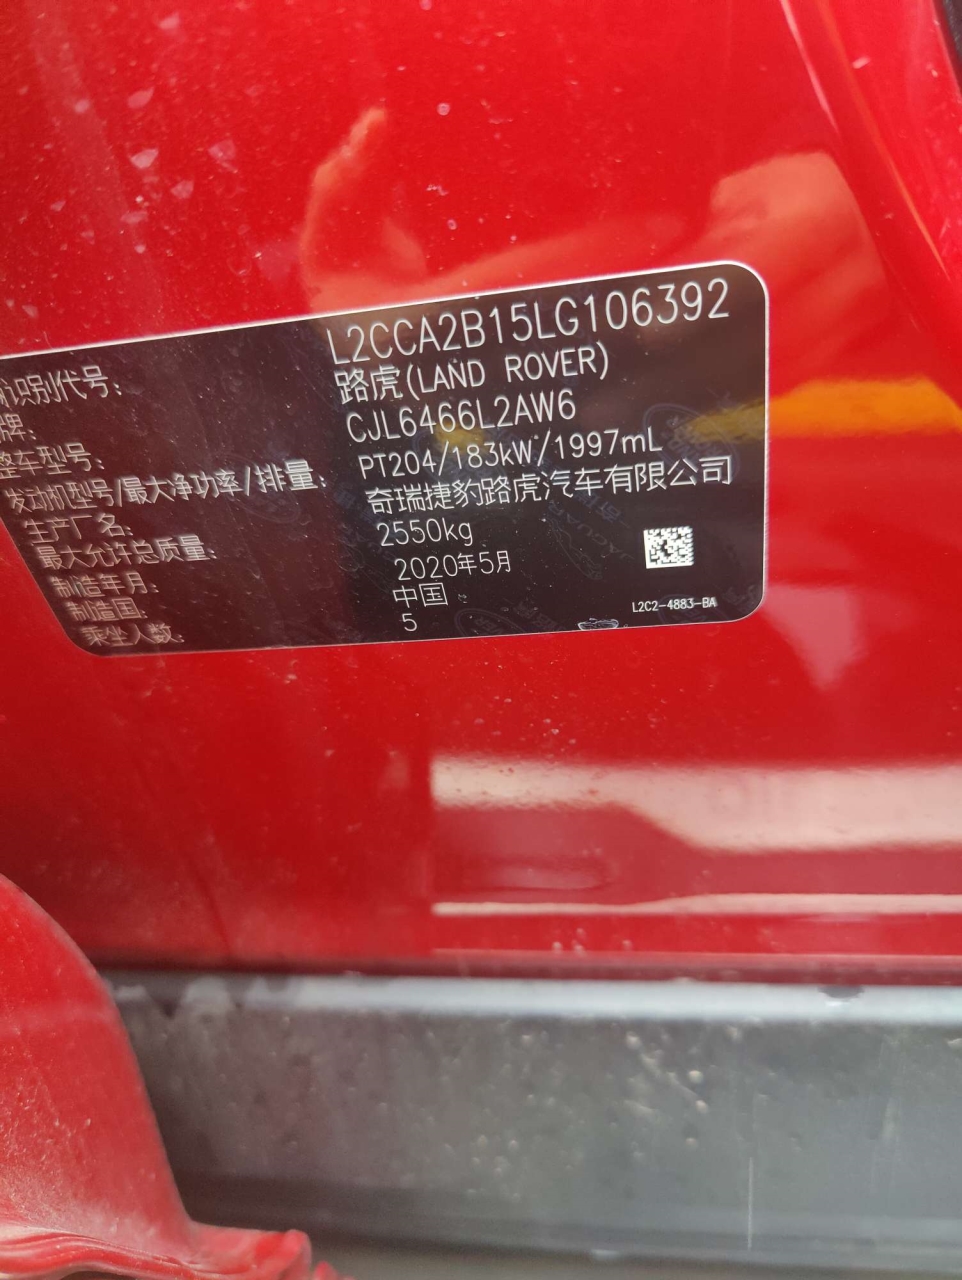 识别代号: L2CCA2B15LG106392
牌: 路虎(LAND ROVER)
整车型号: CJL6466L2AW6
发动机型号/最大净功率/排量: PT204/183kW/1997mL
生产厂名: 奇瑞捷豹路虎汽车有限公司
最大允许总质量: 2550kg
制造年月: 2020年5月
制造国: 中国
乘坐人数: 5
L2C2-4883-BA